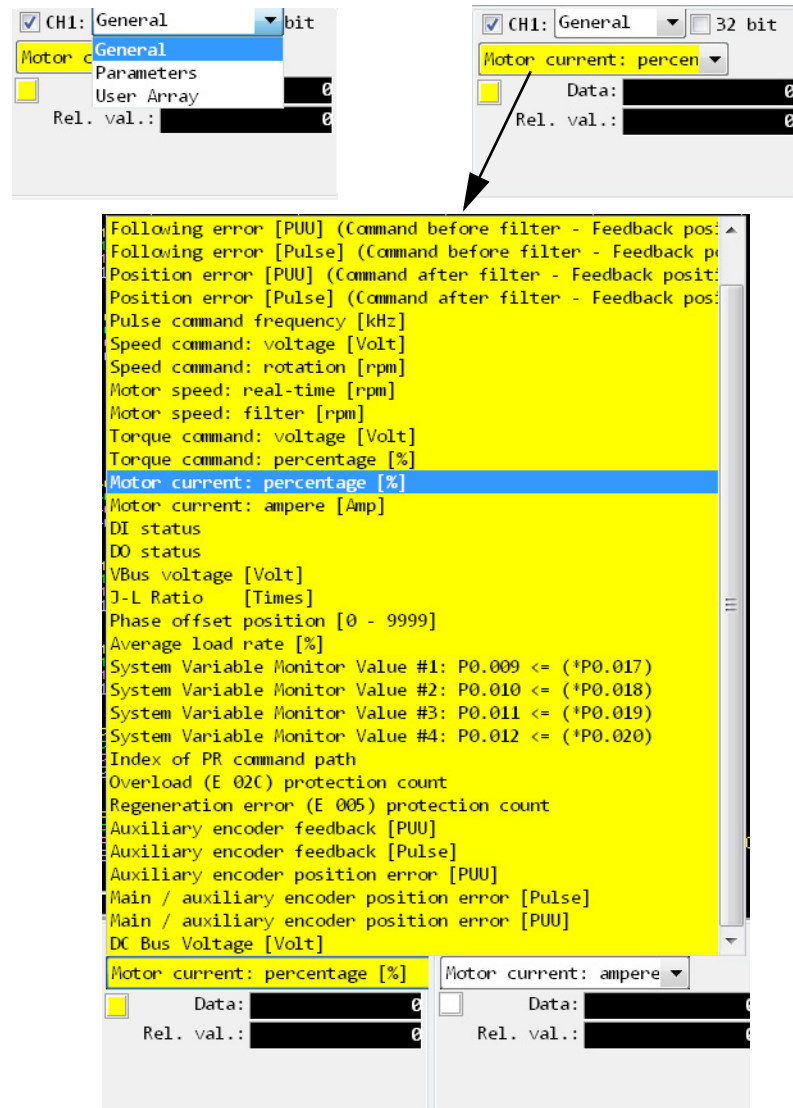 CH1: General bit
General
Parameters
User Array
Motor c
0
Rel. val.: 0
CH1: General 32 bit
Motor current: percen
Data: 0
Rel. val.: 0
Following error [PUU] (Command before filter - Feedback posi
Following error [Pulse] (Command before filter - Feedback po
Position error [PUU] (Command after filter - Feedback positi
Position error [Pulse] (Command after filter - Feedback posi
Pulse command frequency [kHz]
Speed command: voltage [Volt]
Speed command: rotation [rpm]
Motor speed: real-time [rpm]
Motor speed: filter [rpm]
Torque command: voltage [Volt]
Torque command: percentage [%]
Motor current: percentage [%]
Motor current: ampere [Amp]
DI status
DO status
VBus voltage [Volt]
J-L Ratio    [Times]
Phase offset position [0 - 9999]
Average load rate [%]
System Variable Monitor Value #1: P0.009 <= (*P0.017)
System Variable Monitor Value #2: P0.010 <= (*P0.018)
System Variable Monitor Value #3: P0.011 <= (*P0.019)
System Variable Monitor Value #4: P0.012 <= (*P0.020)
Index of PR command path
Overload (E 02C) protection count
Regeneration error (E 005) protection count
Auxiliary encoder feedback [PUU]
Auxiliary encoder feedback [Pulse]
Auxiliary encoder position error [PUU]
Main / auxiliary encoder position error [Pulse]
Main / auxiliary encoder position error [PUU]
DC Bus Voltage [Volt]
Motor current: percentage [%] Motor current: ampere
Data: 0 Data: 0
Rel. val.: 0 Rel. val.: 0